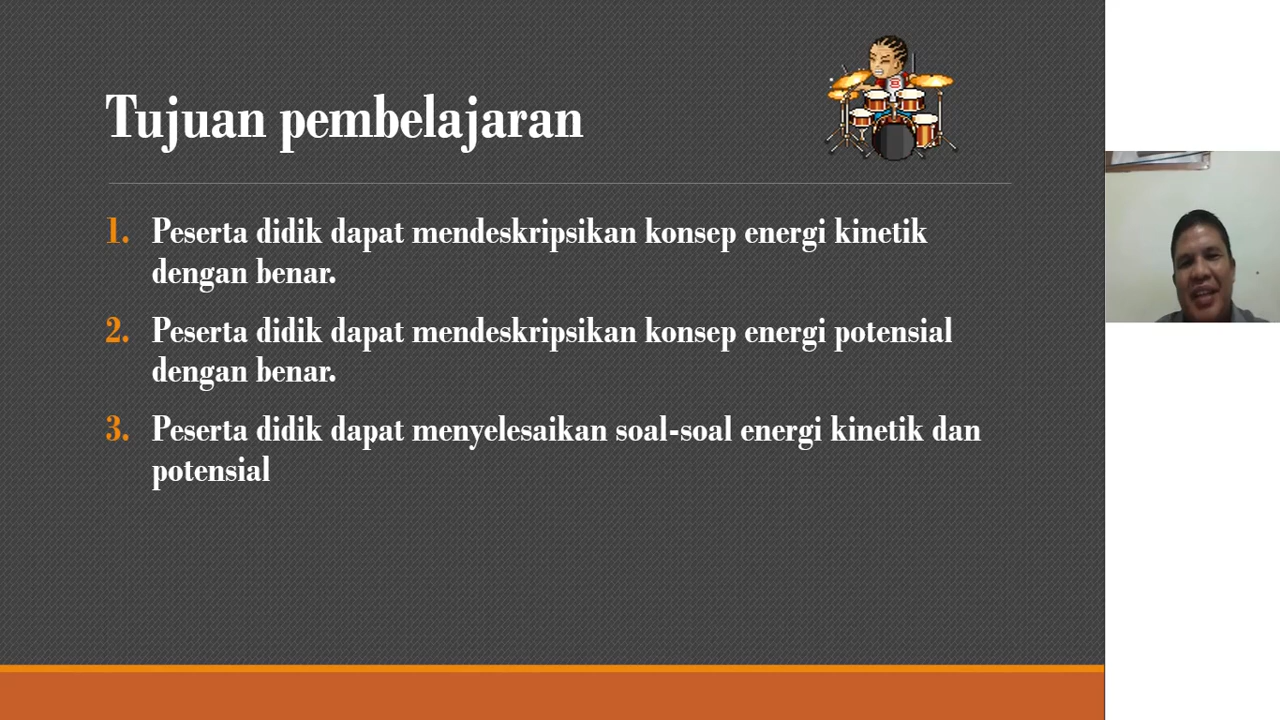 Tujuan pembelajaran
1. Peserta didik dapat mendeskripsikan konsep energi kinetik
dengan benar.
2. Peserta didik dapat mendeskripsikan konsep energi potensial
dengan benar.
3. Peserta didik dapat menyelesaikan soal-soal energi kinetik dan
potensial